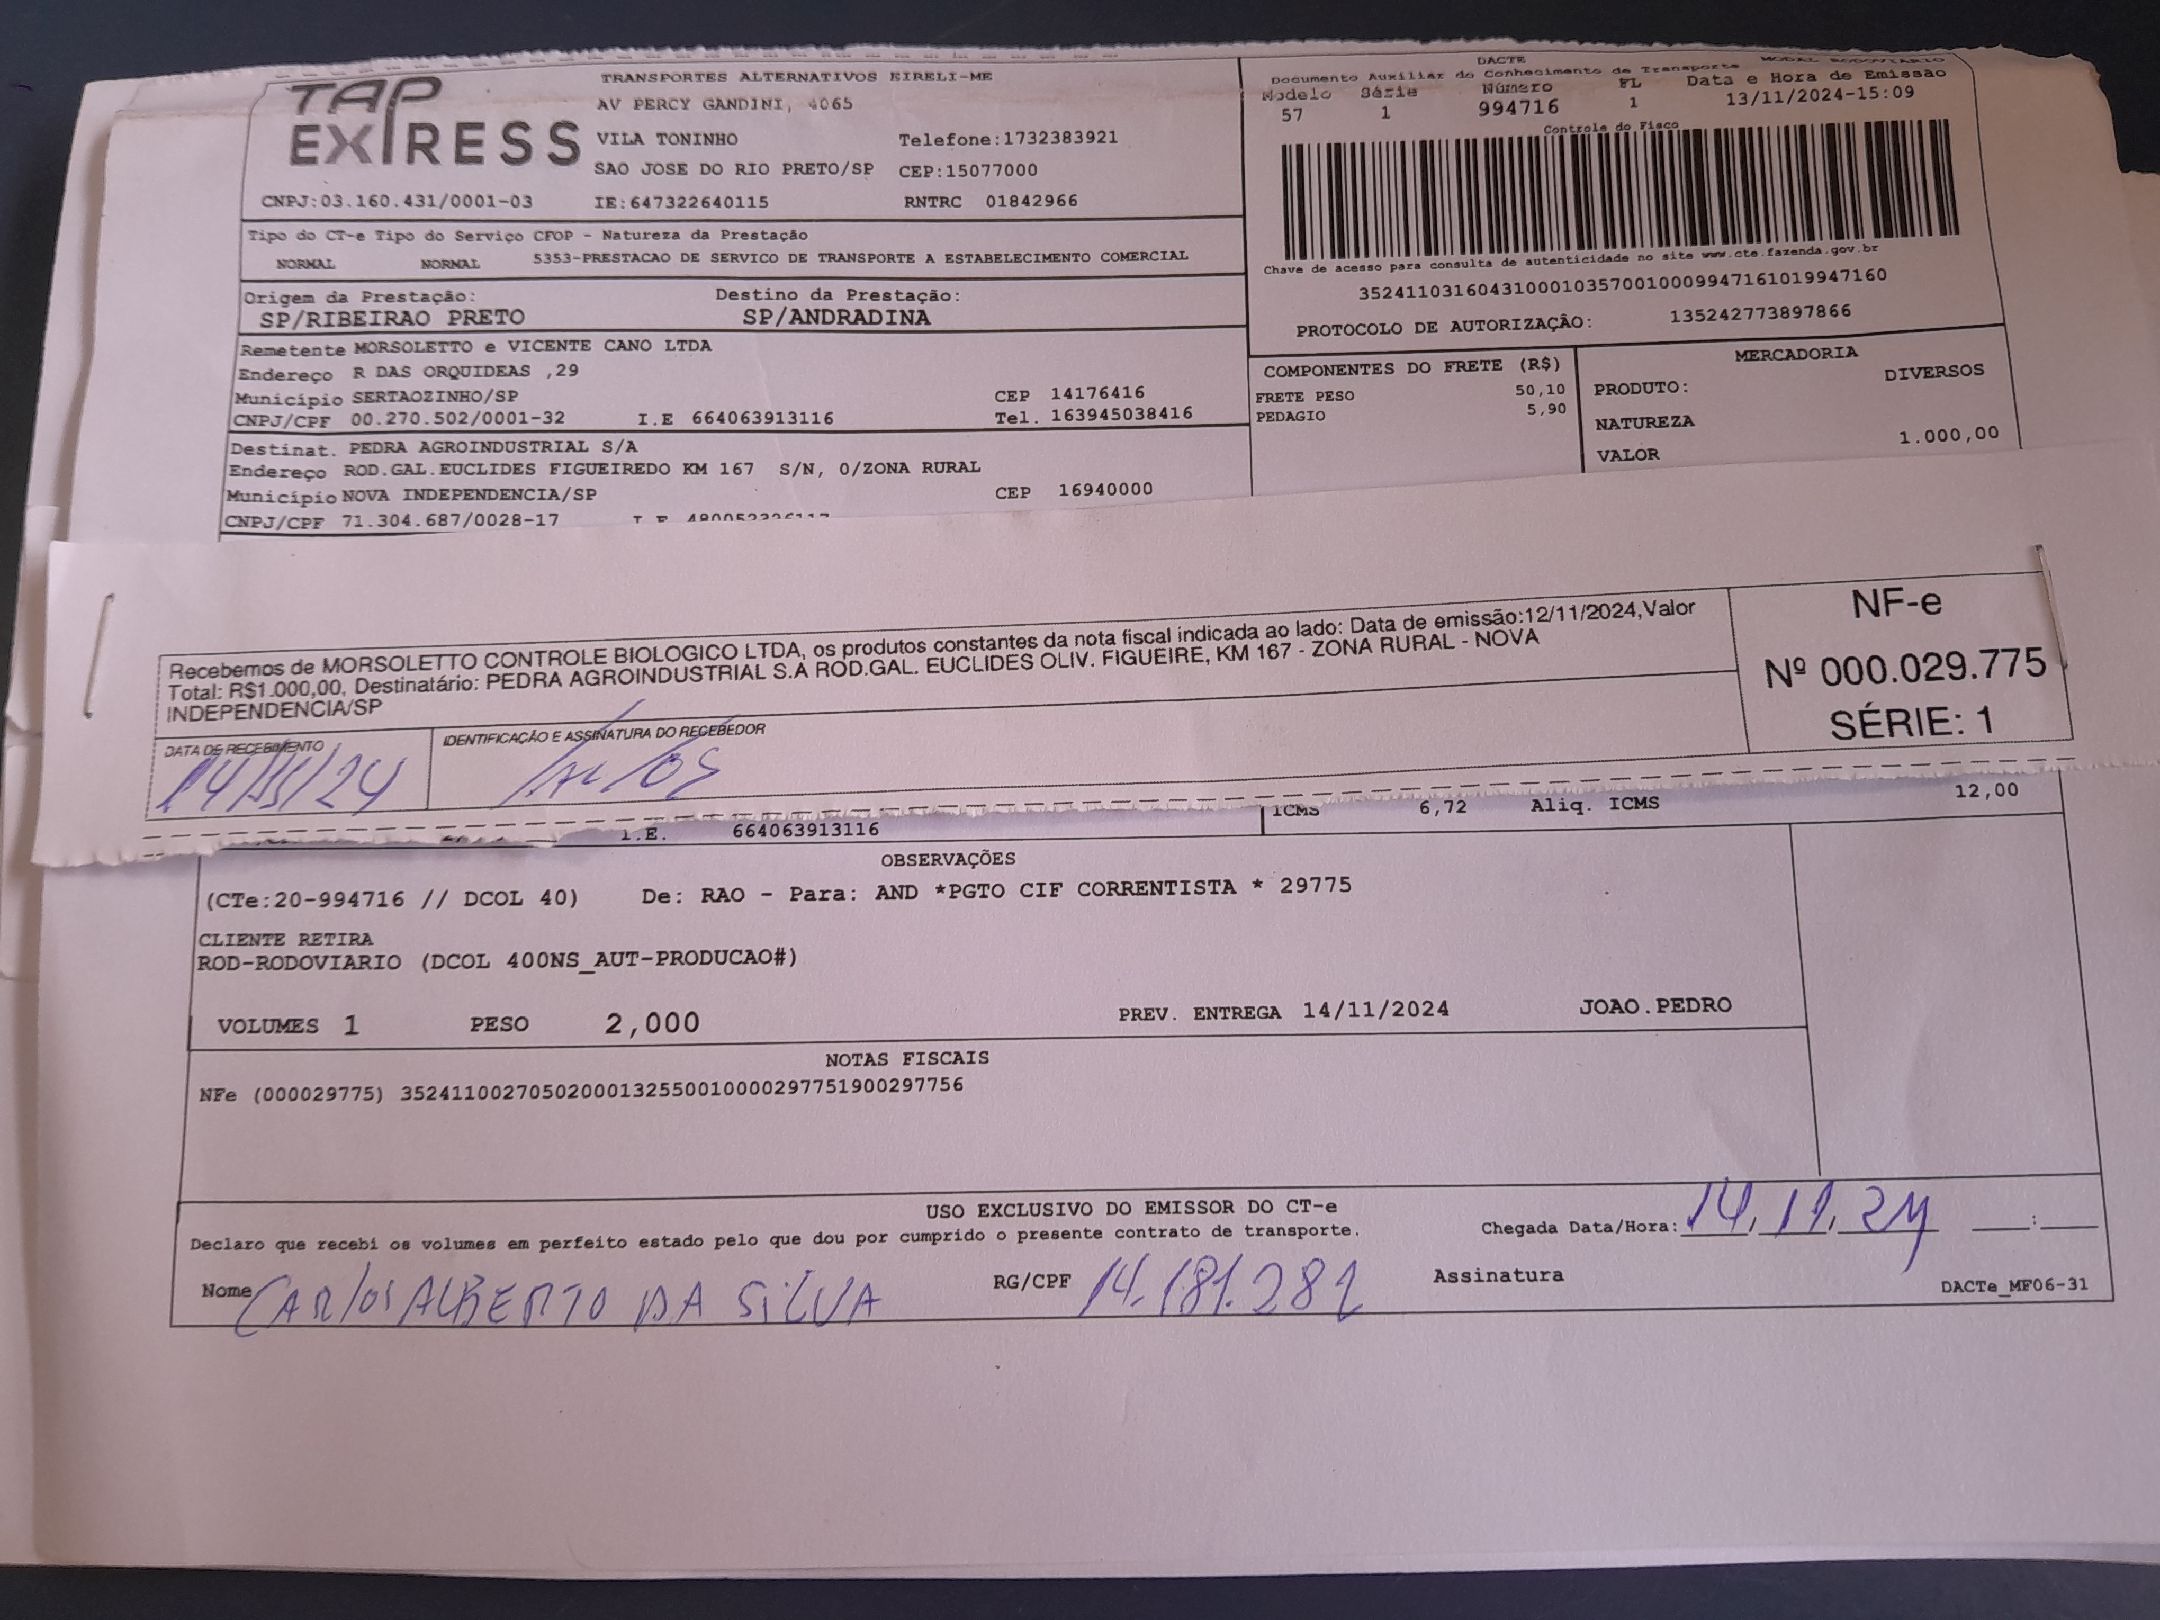 TAP EXPRESS
TRANSPORTES ALTERNATIVOS EIRELI-ME
AV PERCY GANDINI, 4065
VILA TONINHO Telefone:1732383921
SAO JOSE DO RIO PRETO/SP CEP:15077000
CNPJ:03.160.431/0001-03 IE:647322640115 RNTRC 01842966
DACTE
Documento Auxiliar do Conhecimento de Transporte MODAL RODOVIARIO
Modelo Série Número FL Data e Hora de Emissão
57 1 994716 1 13/11/2024-15:09
Controle do Fisco
Chave de acesso para consulta de autenticidade no site www.cte.fazenda.gov.br
35241103160431000103570010009947161019947160
PROTOCOLO DE AUTORIZAÇÃO: 135242773897866
Tipo do CT-e Tipo do Serviço CFOP - Natureza da Prestação
NORMAL NORMAL 5353-PRESTACAO DE SERVICO DE TRANSPORTE A ESTABELECIMENTO COMERCIAL
Origem da Prestação: Destino da Prestação:
SP/RIBEIRAO PRETO SP/ANDRADINA
Remetente MORSOLETTO e VICENTE CANO LTDA
Endereço R DAS ORQUIDEAS ,29
Município SERTAOZINHO/SP CEP 14176416
CNPJ/CPF 00.270.502/0001-32 I.E 664063913116 Tel. 163945038416
Destinat. PEDRA AGROINDUSTRIAL S/A
Endereço ROD.GAL.EUCLIDES FIGUEIREDO KM 167 S/N, 0/ZONA RURAL
Município NOVA INDEPENDENCIA/SP CEP 16940000
CNPJ/CPF 71.304.687/0028-17
COMPONENTES DO FRETE (R$)
FRETE PESO 50,10
PEDAGIO 5,90
MERCADORIA
PRODUTO: DIVERSOS
NATUREZA
VALOR 1.000,00
Recebemos de MORSOLETTO CONTROLE BIOLOGICO LTDA, os produtos constantes da nota fiscal indicada ao lado: Data de emissão:12/11/2024,Valor
Total: R$1.000,00, Destinatário: PEDRA AGROINDUSTRIAL S.A ROD.GAL. EUCLIDES OLIV. FIGUEIRE, KM 167 - ZONA RURAL - NOVA
INDEPENDENCIA/SP
DATA DE RECEBIMENTO IDENTIFICAÇÃO E ASSINATURA DO RECEBEDOR
14/11/24 Carlos
NF-e
Nº 000.029.775
SÉRIE: 1
I.E. 664063913116 ICMS 6,72 Aliq. ICMS 12,00
OBSERVAÇÕES
(CTe:20-994716 // DCOL 40) De: RAO - Para: AND *PGTO CIF CORRENTISTA * 29775
CLIENTE RETIRA
ROD-RODOVIARIO (DCOL 400NS_AUT-PRODUCAO#)
VOLUMES 1 PESO 2,000 PREV. ENTREGA 14/11/2024 JOAO.PEDRO
NOTAS FISCAIS
NFe (000029775) 35241100270502000132550010000297751900297756
USO EXCLUSIVO DO EMISSOR DO CT-e
Declaro que recebi os volumes em perfeito estado pelo que dou por cumprido o presente contrato de transporte. Chegada Data/Hora: 14.11.24 __:__
Nome CARlOS ALBERTO DA SiLVA RG/CPF 14.181.282 Assinatura
DACTe_MF06-31